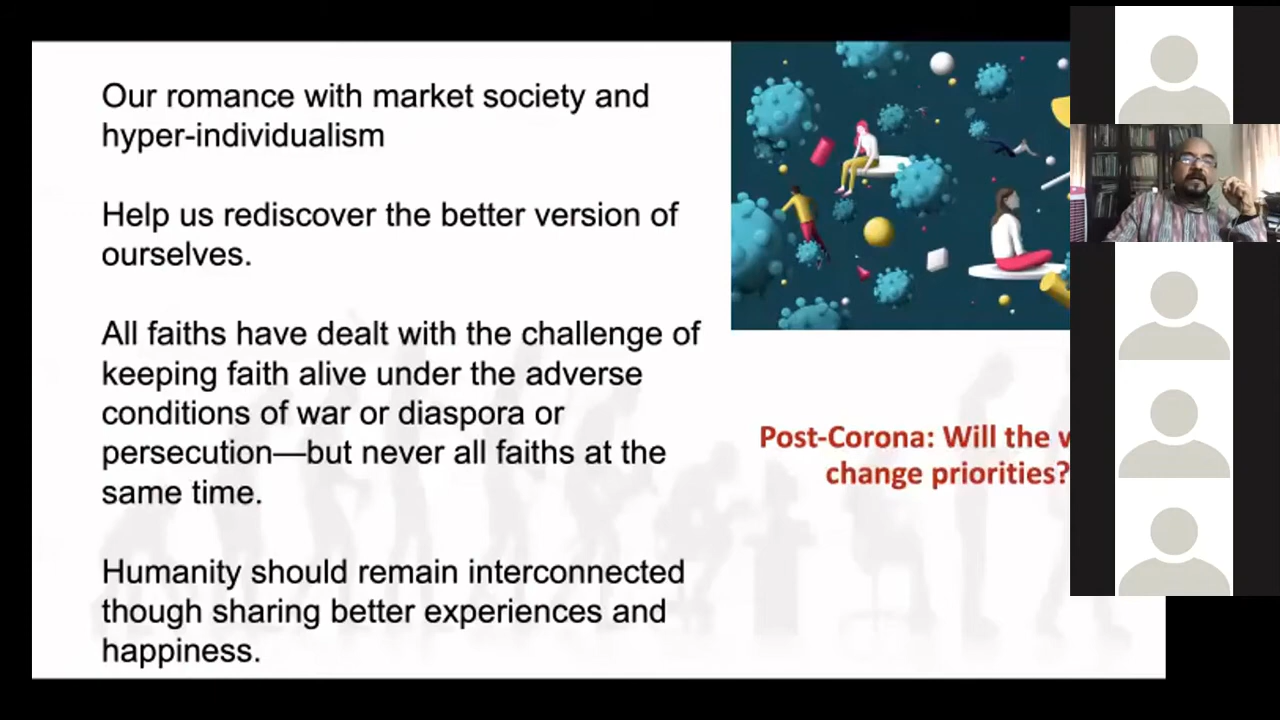 Our romance with market society and
hyper-individualism
Help us rediscover the better version of
ourselves.
All faiths have dealt with the challenge of
keeping faith alive under the adverse
conditions of war or diaspora or
persecution—but never all faiths at the
same time.
Humanity should remain interconnected
though sharing better experiences and
happiness.
Post-Corona: Will the
change priorities?